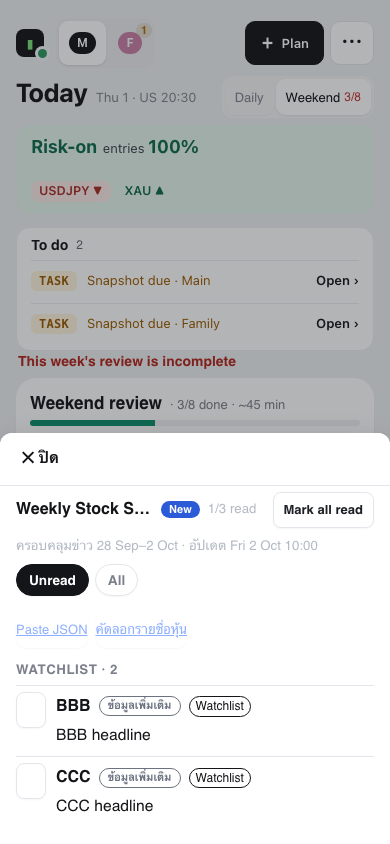 M F 1 + Plan ...
Today Thu 1 · US 20:30 Daily Weekend 3/8
Risk-on entries 100%
USDJPY ▼ XAU ▲
To do 2
TASK Snapshot due · Main Open ›
TASK Snapshot due · Family Open ›
This week's review is incomplete
Weekend review · 3/8 done · ~45 min
✕ ปิด
Weekly Stock S... New 1/3 read Mark all read
ครอบคลุมข่าว 28 Sep–2 Oct · อัปเดต Fri 2 Oct 10:00
Unread All
Paste JSON คัดลอกรายชื่อหุ้น
WATCHLIST · 2
BBB ข้อมูลเพิ่มเติม Watchlist
BBB headline
CCC ข้อมูลเพิ่มเติม Watchlist
CCC headline